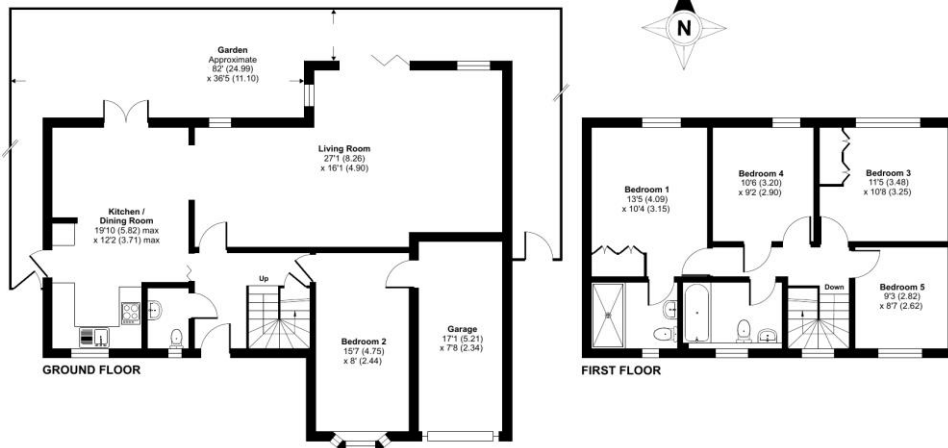 N
Garden
Approximate
82' (24.99)
x 36'5 (11.10)
Living Room
27'1 (8.26)
x 16'1 (4.90)
Kitchen /
Dining Room
19'10 (5.82) max
x 12'2 (3.71) max
Up
Bedroom 2
15'7 (4.75)
x 8' (2.44)
Garage
17'1 (5.21)
x 7'8 (2.34)
GROUND FLOOR
Bedroom 1
13'5 (4.09)
x 10'4 (3.15)
Bedroom 4
10'6 (3.20)
x 9'2 (2.90)
Bedroom 3
11'5 (3.48)
x 10'8 (3.25)
Down
Bedroom 5
9'3 (2.82)
x 8'7 (2.62)
FIRST FLOOR